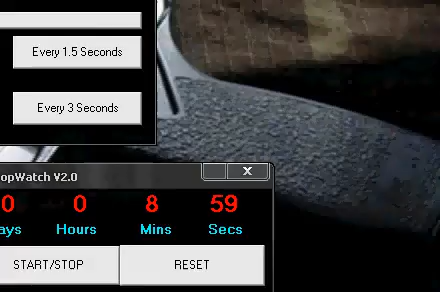 Every 1.5 Seconds
Every 3 Seconds
opWatch V2.0
0 0 8 59
ays Hours Mins Secs
START/STOP RESET